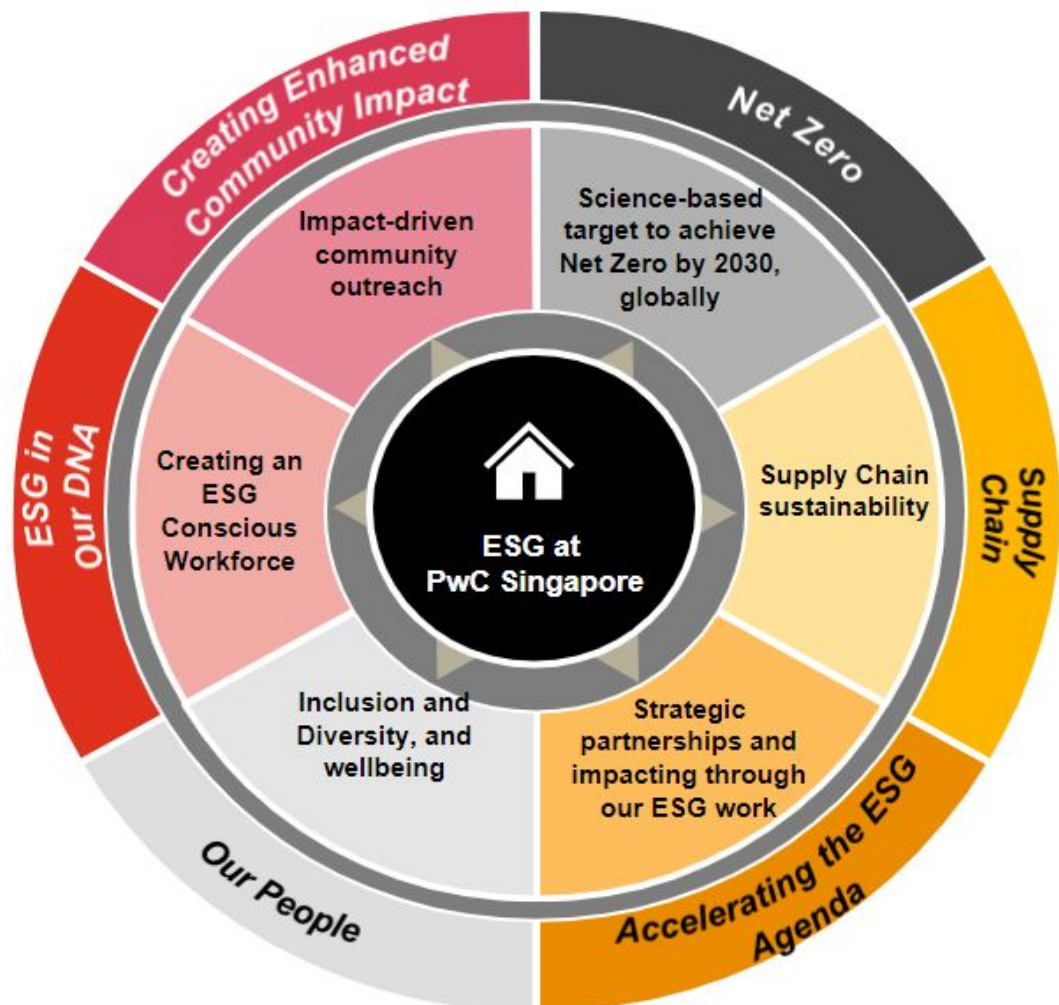 Creating Enhanced
Community Impact
Net Zero
Supply
Chain
Accelerating the ESG
Agenda
Our People
ESG in
Our DNA
Impact-driven
community
outreach
Science-based
target to achieve
Net Zero by 2030,
globally
Supply Chain
sustainability
Strategic
partnerships and
impacting through
our ESG work
Inclusion and
Diversity, and
wellbeing
Creating an
ESG
Conscious
Workforce
ESG at
PwC Singapore